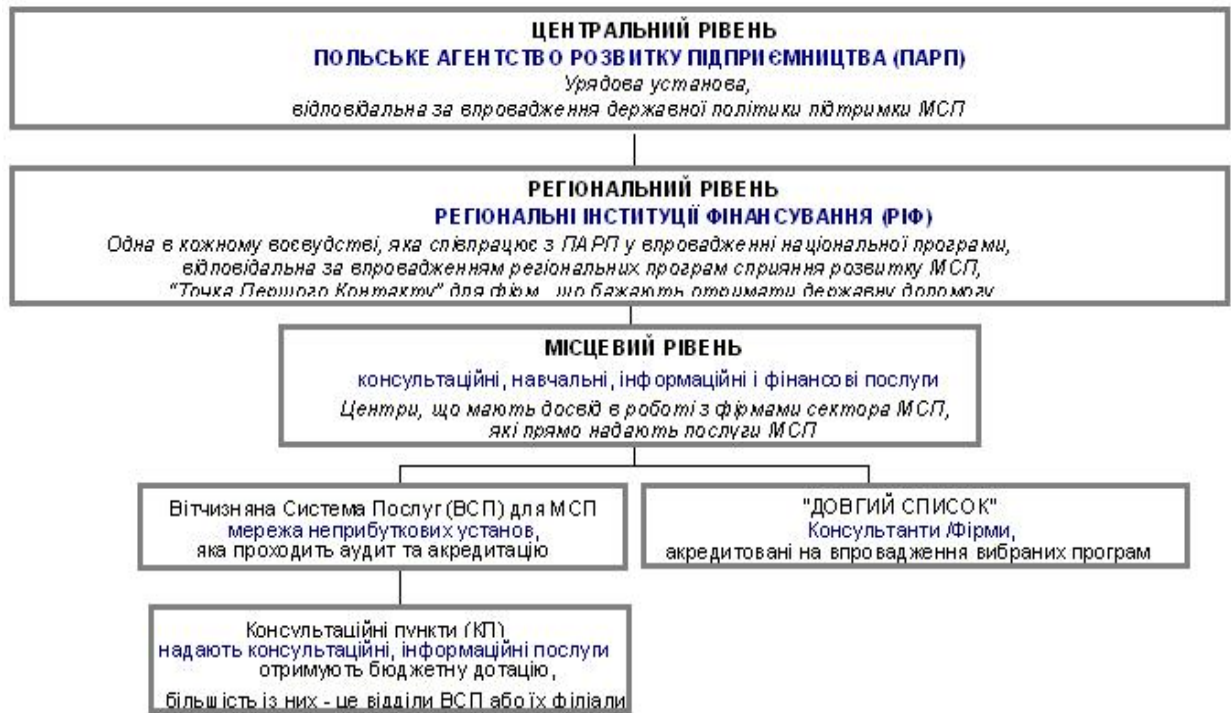 ЦЕНТРАЛЬНИЙ РІВЕНЬ
ПОЛЬСЬКЕ АГЕНТСТВО РОЗВИТКУ ПІДПРИЄМНИЦТВА (ПАРП)
Урядова установа,
відповідальна за впровадження державної політики підтримки МСП
РЕГІОНАЛЬНИЙ РІВЕНЬ
РЕГІОНАЛЬНІ ІНСТИТУЦІЇ ФІНАНСУВАННЯ (РІФ)
Одна в кожному воєвудстві, яка співпрацює з ПАРП у впровадженні національної програми,
відповідальна за впровадженням регіональних програм сприяння розвитку МСП,
"Точка Першого Контакту" для фірм, що бажають отримати державну допомогу
МІСЦЕВИЙ РІВЕНЬ
консультаційні, навчальні, інформаційні і фінансові послуги
Центри, що мають досвід в роботі з фірмами сектора МСП,
які прямо надають послуги МСП
Вітчизняна Система Послуг (ВСП) для МСП
мережа неприбуткових установ,
яка проходить аудит та акредитацію
"ДОВГИЙ СПИСОК"
Консультанти /Фірми,
акредитовані на впровадження вибраних програм
Консультаційні пункти (КП)
надають консультаційні, інформаційні послуги
отримують бюджетну дотацію,
більшість із них - це відділи ВСП або їх філіали